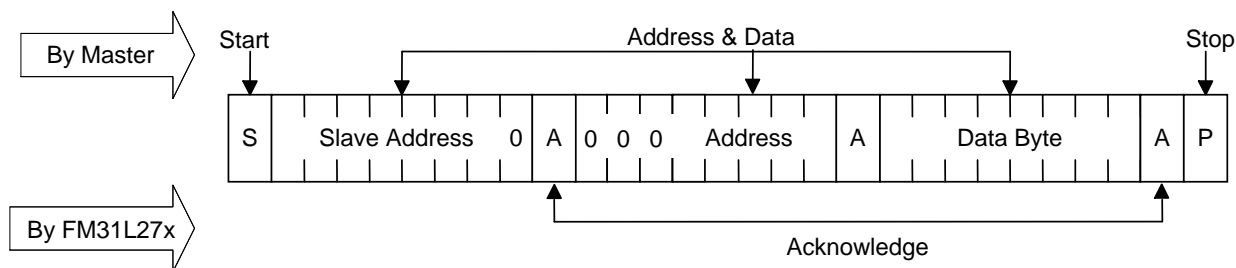 By Master
Start
Address & Data
Stop
S Slave Address 0 A 0 0 0 Address A Data Byte A P
By FM31L27x
Acknowledge